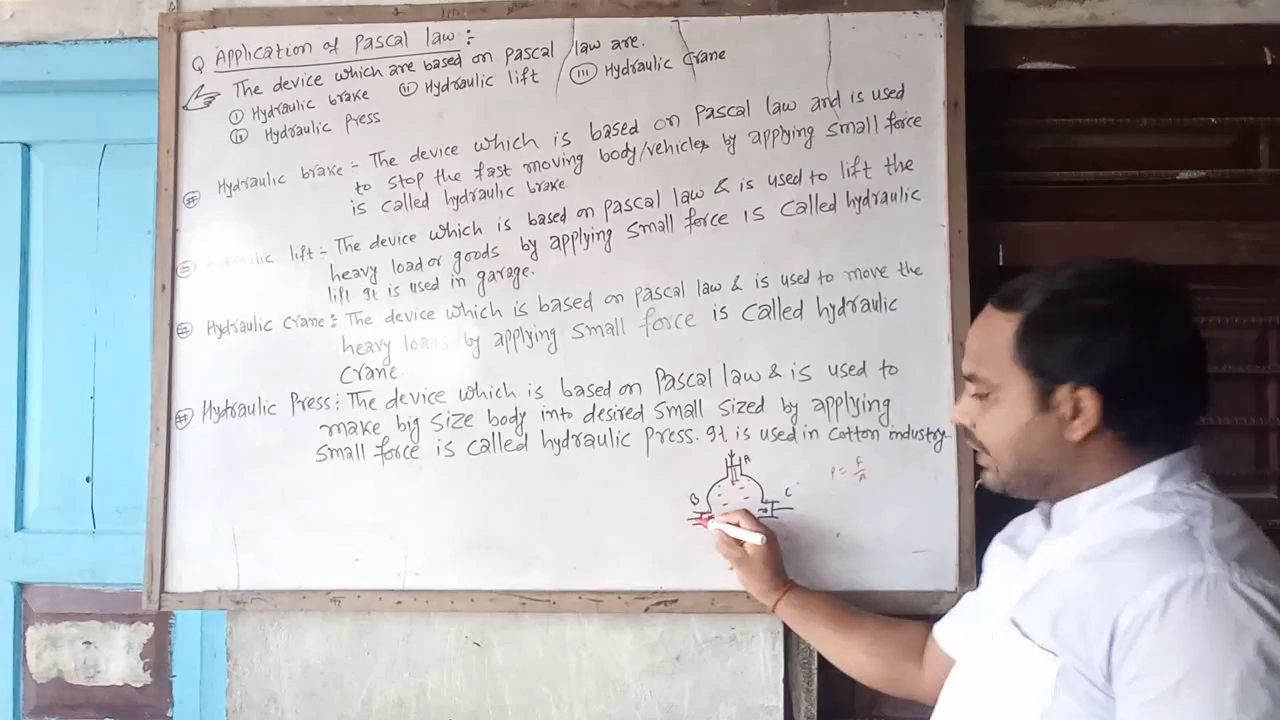 Q Application of Pascal law :
The device which are based on Pascal law are.
(i) Hydraulic brake (ii) Hydraulic lift (iii) Hydraulic Crane
(iv) Hydraulic Press
# Hydraulic brake :- The device which is based on Pascal law and is used
to stop the fast moving body/vehicles by applying small force
is called hydraulic brake.
lift :- The device which is based on Pascal law & is used to lift the
heavy load or goods by applying small force is called hydraulic
lift. It is used in garage.
# Hydraulic Crane :- The device which is based on Pascal law & is used to move the
heavy loads by applying small force is called hydraulic
Crane
# Hydraulic Press :- The device which is based on Pascal law & is used to
make big size body into desired small sized by applying
small force is called hydraulic press. It is used in cotton industry.
A
P = F/A
B C